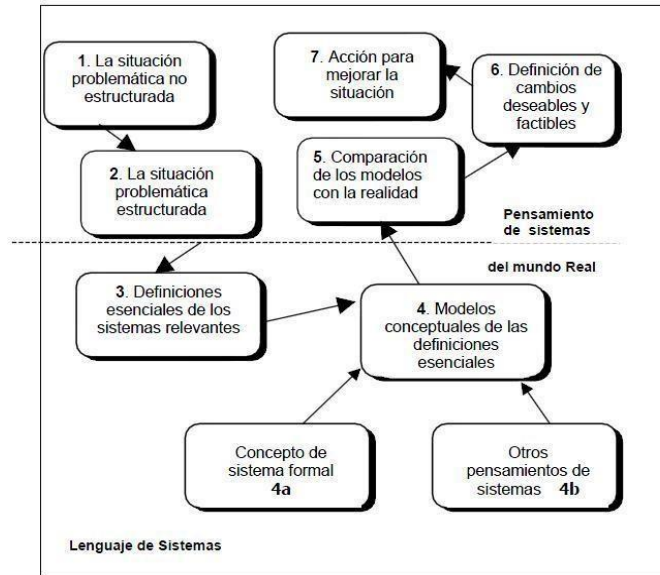 1. La situación
problemática no
estructurada
2. La situación
problemática
estructurada
7. Acción para
mejorar la
situación
6. Definición de
cambios
deseables y
factibles
5. Comparación
de los modelos
con la realidad
Pensamiento
de sistemas
del mundo Real
3. Definiciones
esenciales de los
sistemas relevantes
4. Modelos
conceptuales de las
definiciones
esenciales
Concepto de
sistema formal
4a
Otros
pensamientos de
sistemas 4b
Lenguaje de Sistemas